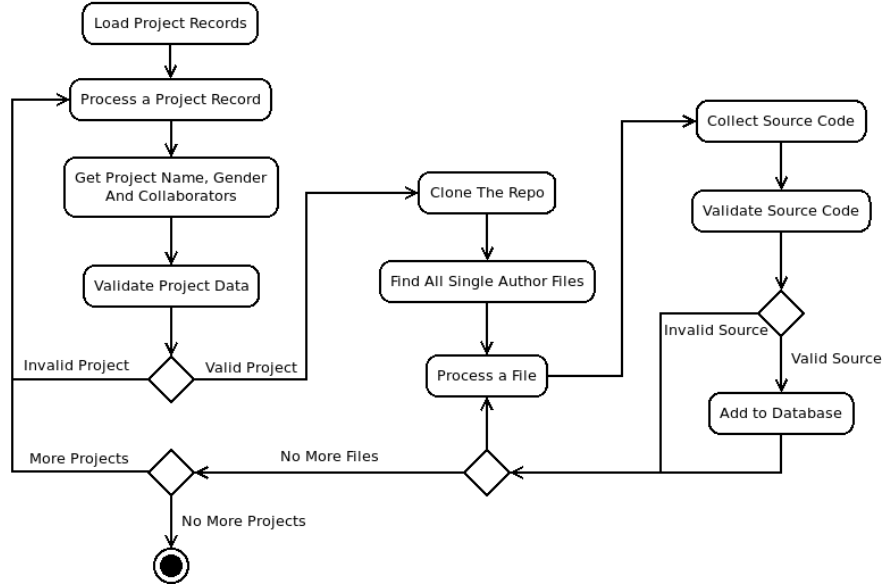 Load Project Records
Process a Project Record
Get Project Name, Gender
And Collaborators
Validate Project Data
Invalid Project
Valid Project
More Projects
No More Projects
Clone The Repo
Find All Single Author Files
Process a File
No More Files
Collect Source Code
Validate Source Code
Invalid Source
Valid Source
Add to Database